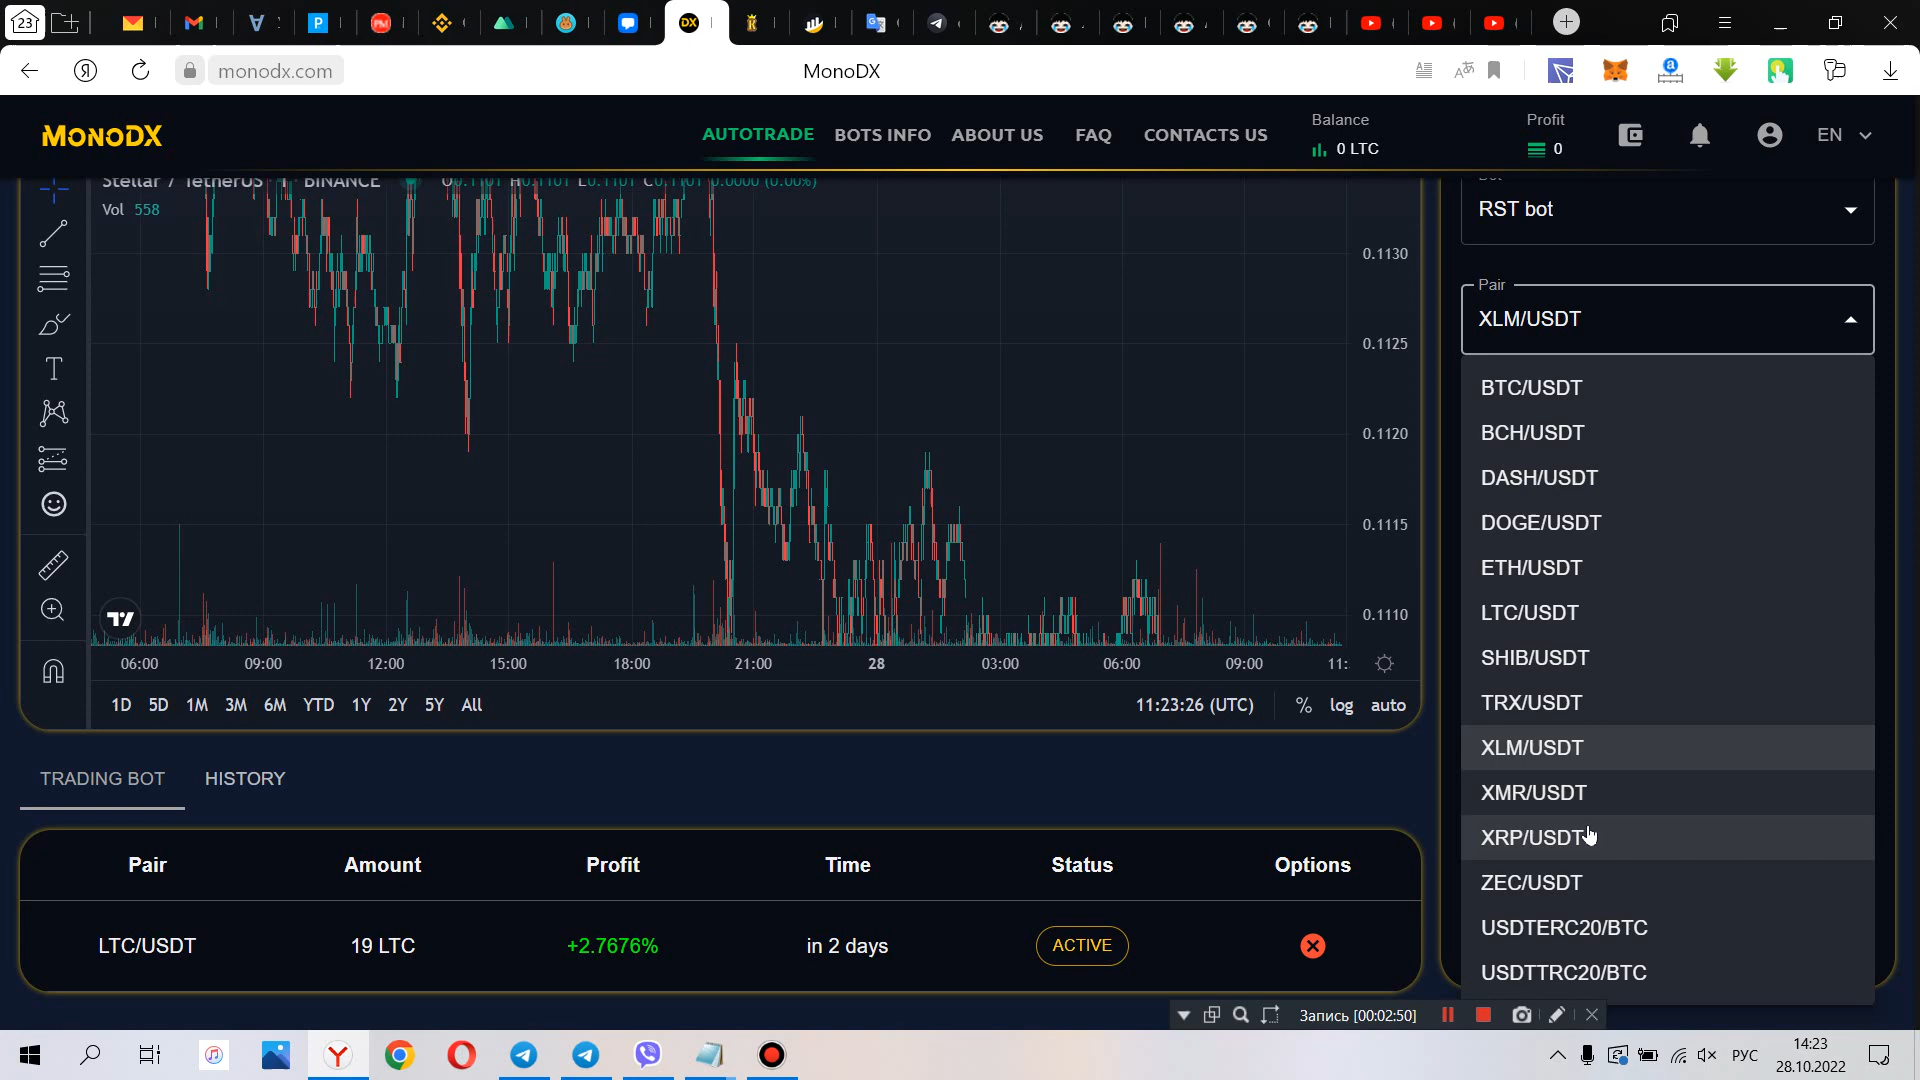 23
monodx.com
MonoDX
MONODX
AUTOTRADE
BOTS INFO
ABOUT US
FAQ
CONTACTS US
Balance
0 LTC
Profit
0
EN
Stellar / TetherUS
BINANCE
Vol 558
0.1130
0.1125
0.1120
0.1115
0.1110
06:00
09:00
12:00
15:00
18:00
21:00
28
03:00
06:00
09:00
11:
1D 5D 1M 3M 6M YTD 1Y 2Y 5Y All
11:23:26 (UTC)
% log auto
RST bot
Pair
XLM/USDT
BTC/USDT
BCH/USDT
DASH/USDT
DOGE/USDT
ETH/USDT
LTC/USDT
SHIB/USDT
TRX/USDT
XLM/USDT
XMR/USDT
XRP/USDT
ZEC/USDT
USDTERC20/BTC
USDTTRC20/BTC
TRADING BOT
HISTORY
Pair Amount Profit Time Status Options
LTC/USDT 19 LTC +2.7676% in 2 days ACTIVE
Запись [00:02:50]
РУС
14:23
28.10.2022